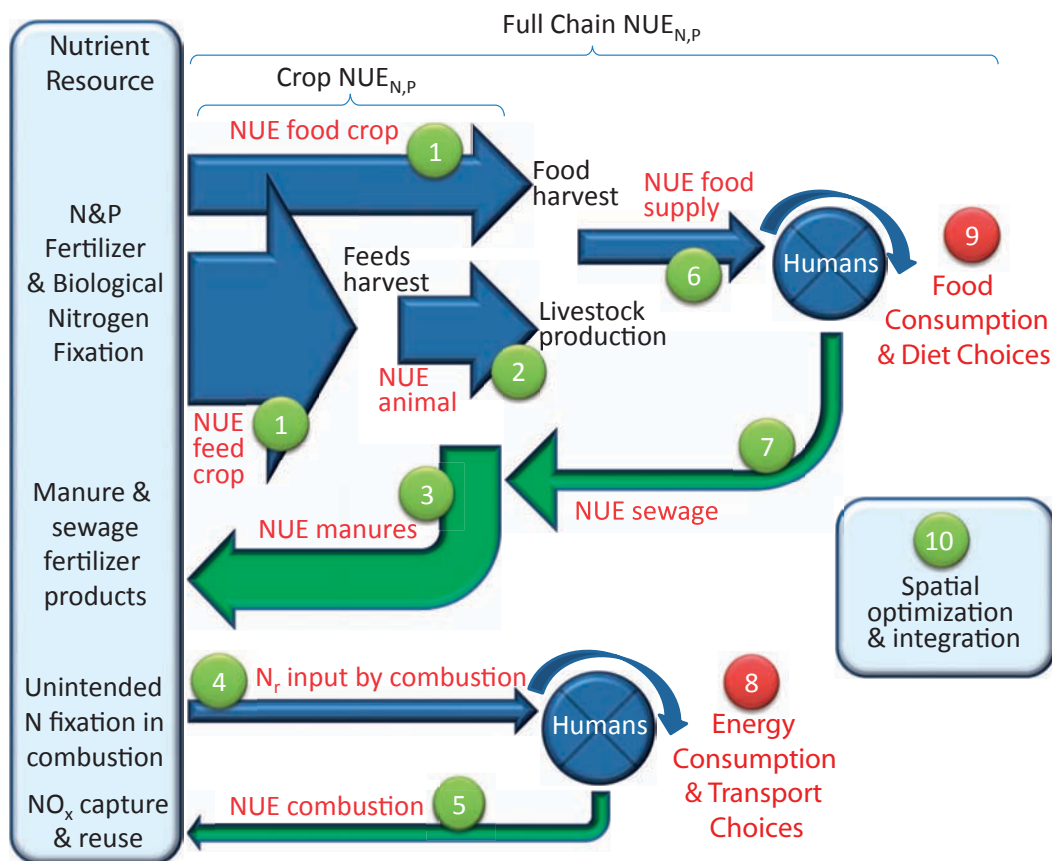 Full Chain NUE_N,P
Nutrient
Resource
Crop NUE_N,P
NUE food crop
1
Food
harvest
NUE food
supply
N&P
Fertilizer
& Biological
Nitrogen
Fixation
Feeds harvest
6
Humans
9
Food
Consumption
& Diet Choices
Livestock
production
2
NUE
animal
1
NUE
feed
crop
7
3
NUE sewage
NUE manures
Manure &
sewage
fertilizer
products
10
Spatial
optimization
& integration
4
N_r input by combustion
Unintended
N fixation in
combustion
Humans
8
Energy
Consumption
& Transport
Choices
NO_x capture
& reuse
NUE combustion
5